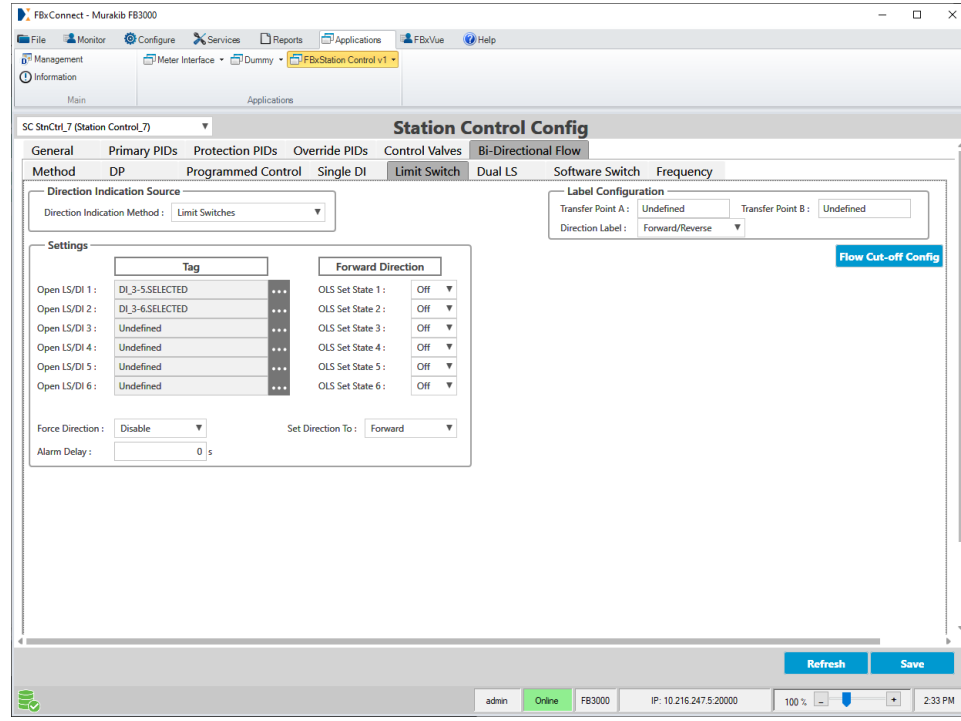 FBxConnect - Murakib FB3000
File Monitor Configure Services Reports Applications FBxVue Help
Management Meter Interface Dummy FBxStation Control v1
Information
Main Applications
SC StnCtrl_7 (Station Control_7) Station Control Config
General Primary PIDs Protection PIDs Override PIDs Control Valves Bi-Directional Flow
Method DP Programmed Control Single DI Limit Switch Dual LS Software Switch Frequency
Direction Indication Source Label Configuration
Direction Indication Method : Limit Switches Transfer Point A : Undefined Transfer Point B : Undefined
Direction Label : Forward/Reverse
Settings
Flow Cut-off Config
Tag Forward Direction
Open LS/DI 1 : DI_3-5.SELECTED ... OLS Set State 1 : Off
Open LS/DI 2 : DI_3-6.SELECTED ... OLS Set State 2 : Off
Open LS/DI 3 : Undefined ... OLS Set State 3 : Off
Open LS/DI 4 : Undefined ... OLS Set State 4 : Off
Open LS/DI 5 : Undefined ... OLS Set State 5 : Off
Open LS/DI 6 : Undefined ... OLS Set State 6 : Off
Force Direction : Disable Set Direction To : Forward
Alarm Delay : 0 s
Refresh Save
admin Online FB3000 IP: 10.216.247.5:20000 100 % - + 2:33 PM